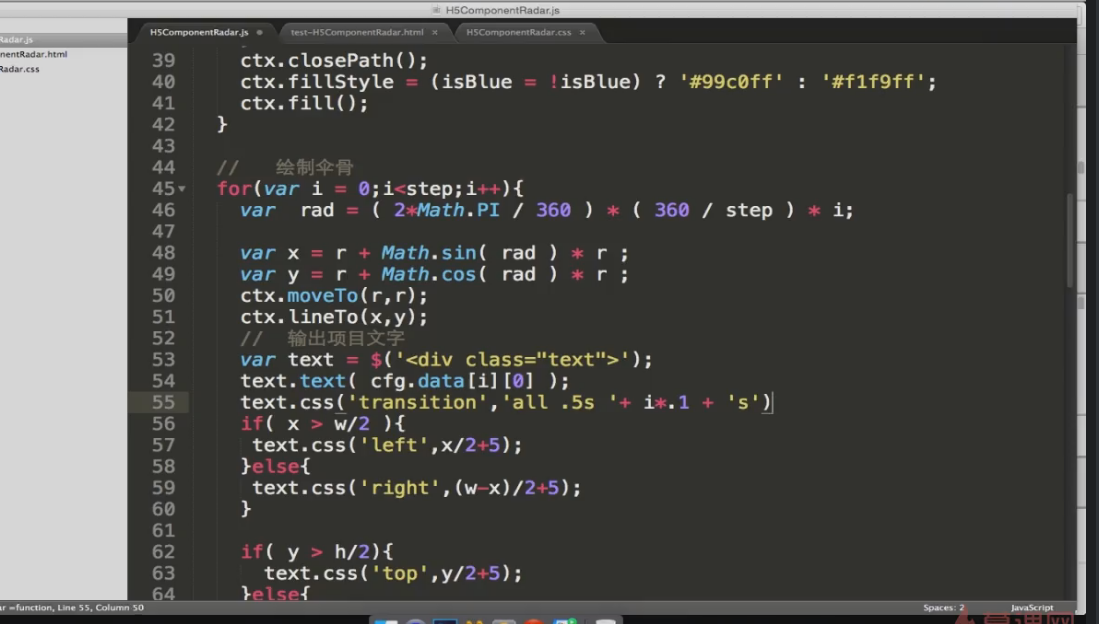 H5ComponentRadar.js
H5ComponentRadar.js test-H5ComponentRadar.html × H5ComponentRadar.css ×
Radar.js
nentRadar.html
Radar.css
39 ctx.closePath();
40 ctx.fillStyle = (isBlue = !isBlue) ? '#99c0ff' : '#f1f9ff';
41 ctx.fill();
42 }
43
44 // 绘制伞骨
45 for(var i = 0;i<step;i++){
46 var rad = ( 2*Math.PI / 360 ) * ( 360 / step ) * i;
47
48 var x = r + Math.sin( rad ) * r ;
49 var y = r + Math.cos( rad ) * r ;
50 ctx.moveTo(r,r);
51 ctx.lineTo(x,y);
52 // 输出项目文字
53 var text = $('<div class="text">');
54 text.text( cfg.data[i][0] );
55 text.css('transition','all .5s '+ i*.1 + 's')
56 if( x > w/2 ){
57 text.css('left',x/2+5);
58 }else{
59 text.css('right',(w-x)/2+5);
60 }
61
62 if( y > h/2){
63 text.css('top',y/2+5);
64 }else{
ar =function, Line 55, Column 50 Spaces: 2 JavaScript